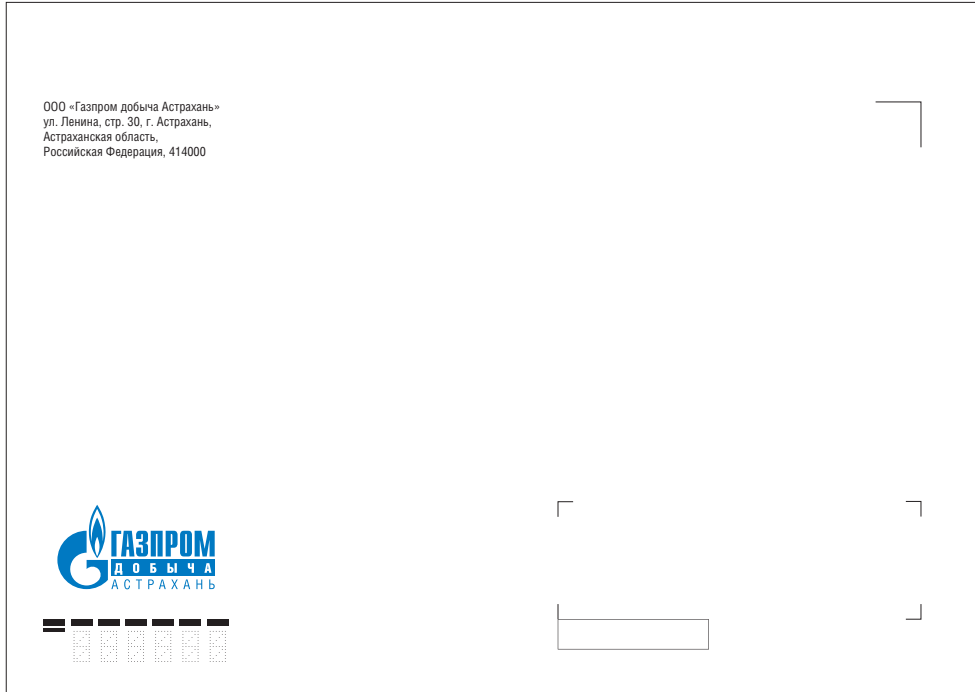 ООО «Газпром добыча Астрахань»
ул. Ленина, стр. 30, г. Астрахань,
Астраханская область,
Российская Федерация, 414000
ГАЗПРОМ
ДОБЫЧА
АСТРАХАНЬ